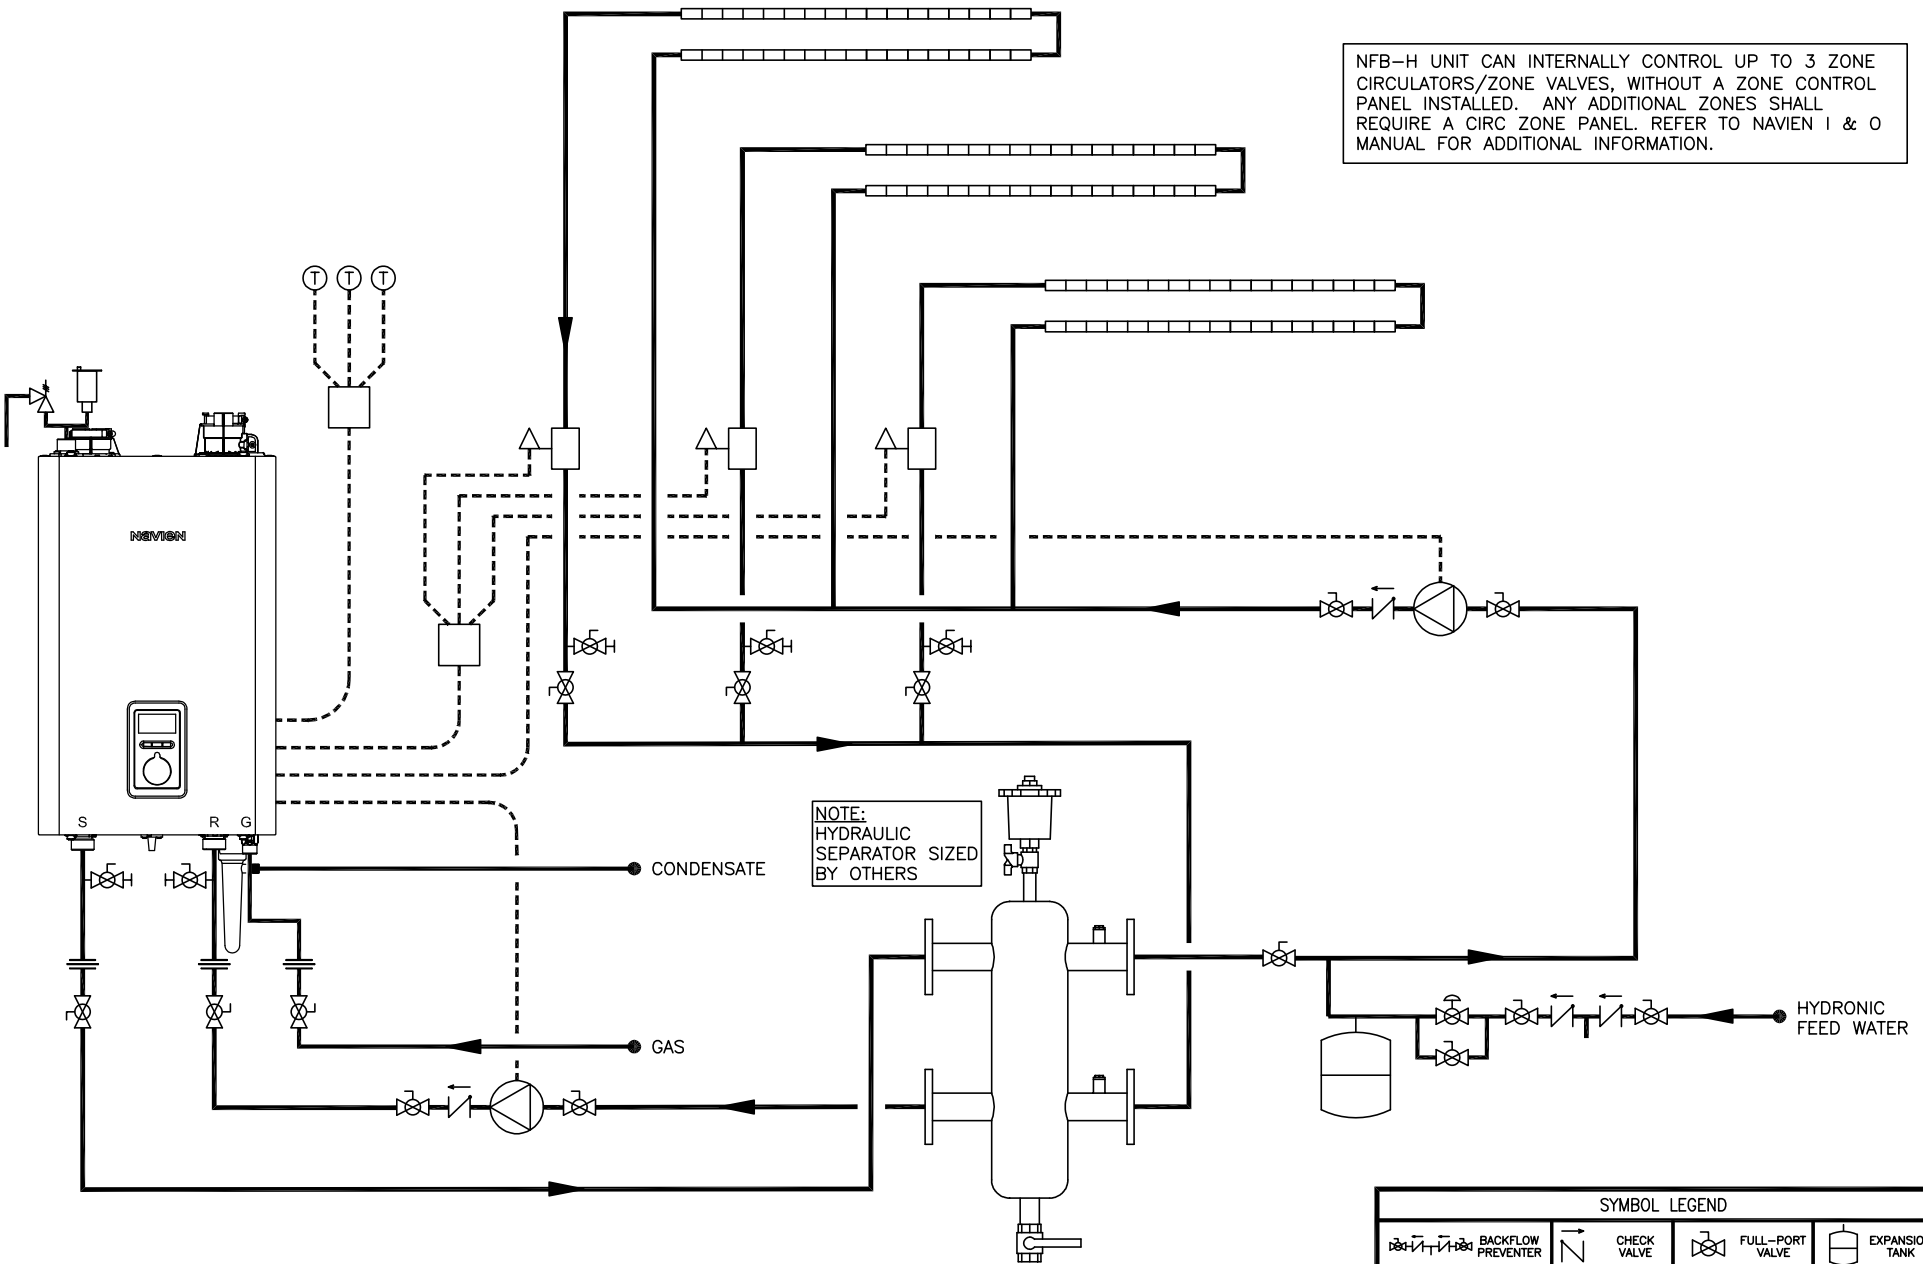 NFB-H UNIT CAN INTERNALLY CONTROL UP TO 3 ZONE
CIRCULATORS/ZONE VALVES, WITHOUT A ZONE CONTROL
PANEL INSTALLED. ANY ADDITIONAL ZONES SHALL
REQUIRE A CIRC ZONE PANEL. REFER TO NAVIEN I & O
MANUAL FOR ADDITIONAL INFORMATION.
T T T
NAVIEN
S R G
NOTE:
HYDRAULIC
SEPARATOR SIZED
BY OTHERS
CONDENSATE
GAS
HYDRONIC
FEED WATER
SYMBOL LEGEND
BACKFLOW
PREVENTER
CHECK
VALVE
FULL-PORT
VALVE
EXPANSIO
TANK